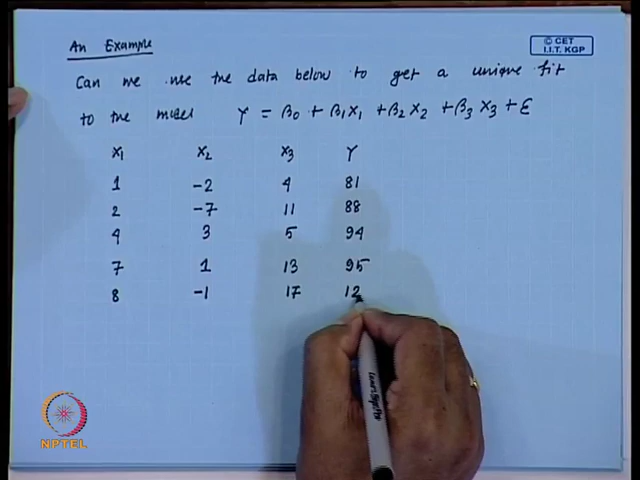 An Example
© CET
I.I.T. KGP
Can we use the data below to get a unique fit
to the model Y = β0 + β1X1 + β2X2 + β3X3 + ε
X1 X2 X3 Y
1 -2 4 81
2 -7 11 88
4 3 5 94
7 1 13 95
8 -1 17 12
NPTEL